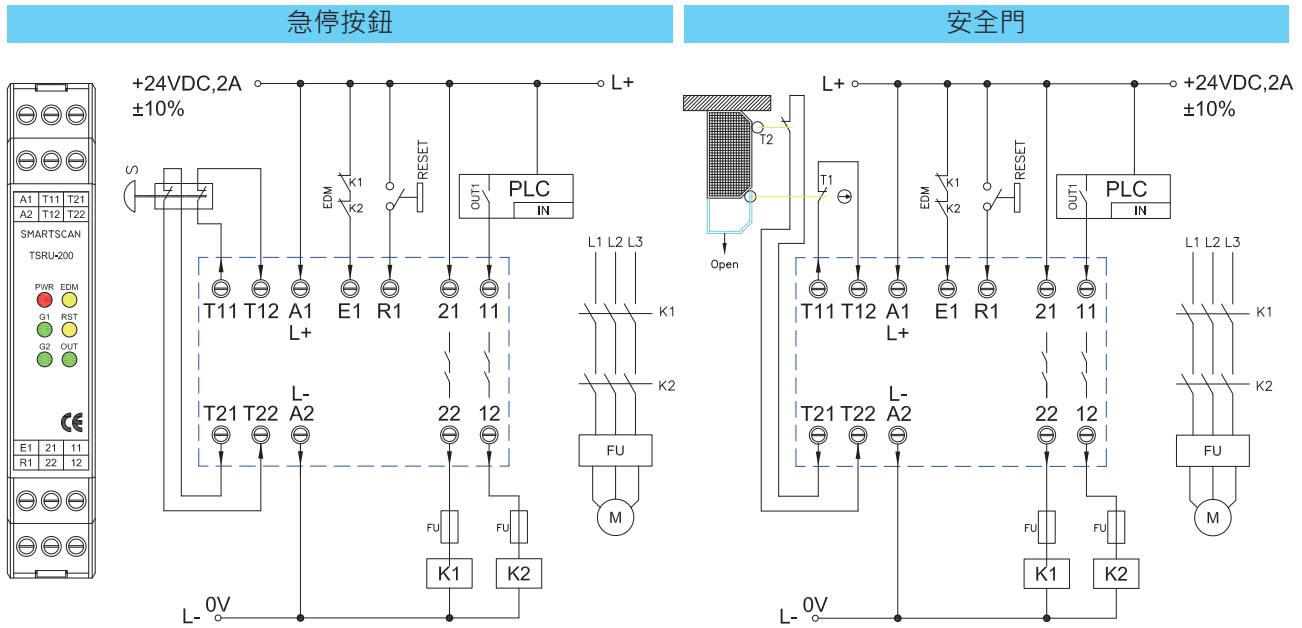 急停按鈕
安全門
+24VDC,2A
±10%
L+
S
EDM
K1
K2
RESET
OUT1
PLC
IN
A1 T11 T21
A2 T12 T22
SMARTSCAN
TSRU-200
PWR EDM
G1 RST
G2 OUT
CE
E1 21 11
R1 22 12
T11 T12 A1 E1 R1 21 11
L+
L-
T21 T22 A2 22 12
L1 L2 L3
K1
K2
FU
M
FU
FU
K1
K2
L- 0V
L+
+24VDC,2A
±10%
T2
T1
Open
EDM
K1
K2
RESET
OUT1
PLC
IN
T11 T12 A1 E1 R1 21 11
L+
L-
T21 T22 A2 22 12
L1 L2 L3
K1
K2
FU
M
FU
FU
K1
K2
L- 0V